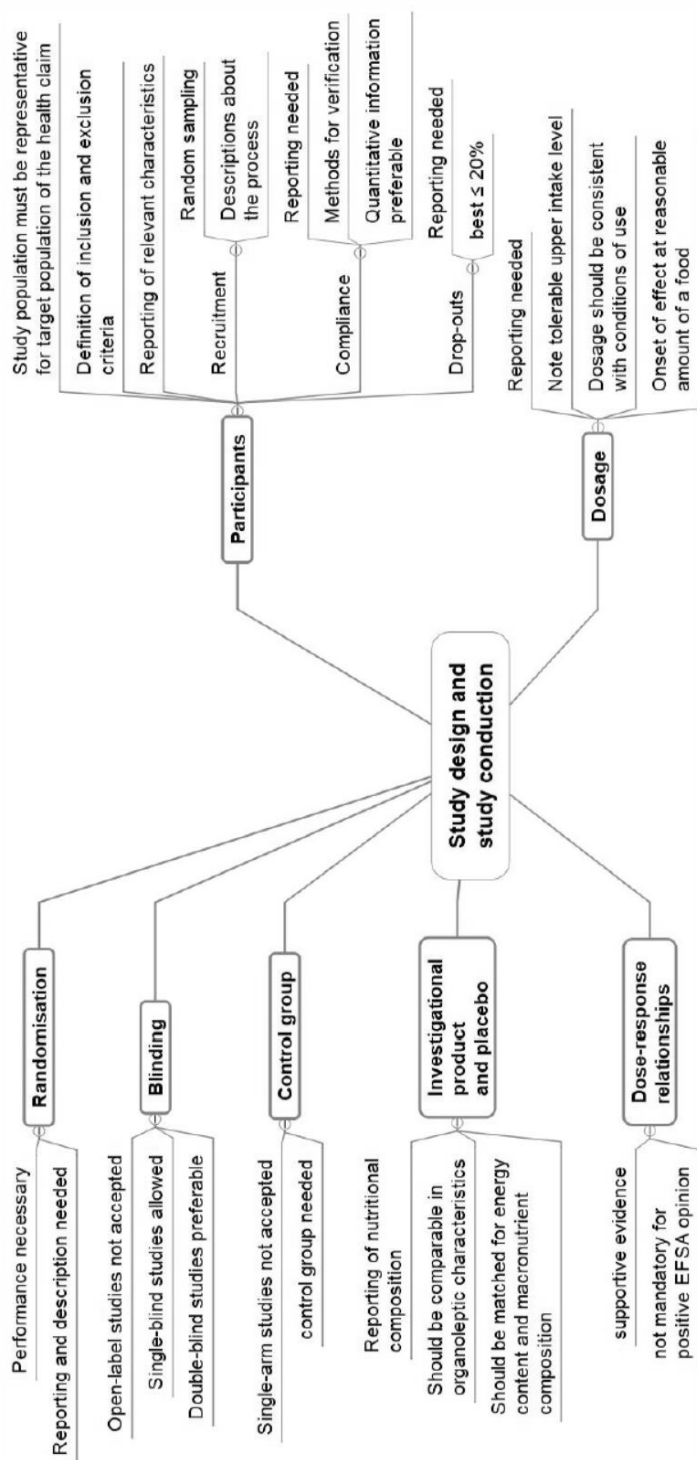 Study design and
study conduction
Randomisation
Performance necessary
Reporting and description needed
Blinding
Open-label studies not accepted
Single-blind studies allowed
Double-blind studies preferable
Control group
Single-arm studies not accepted
control group needed
Investigational
product
and placebo
Reporting of nutritional
composition
Should be comparable in
organoleptic characteristics
Should be matched for energy
content and macronutrient
composition
Dose-response
relationships
supportive evidence
not mandatory for
positive EFSA opinion
Participants
Study population must be representative
for target population of the health claim
Definition of inclusion and exclusion
criteria
Reporting of relevant characteristics
Recruitment
Random sampling
Descriptions about
the process
Compliance
Reporting needed
Methods for verification
Quantitative information
preferable
Drop-outs
Reporting needed
best ≤ 20%
Dosage
Reporting needed
Note tolerable upper intake level
Dosage should be consistent
with conditions of use
Onset of effect at reasonable
amount of a food